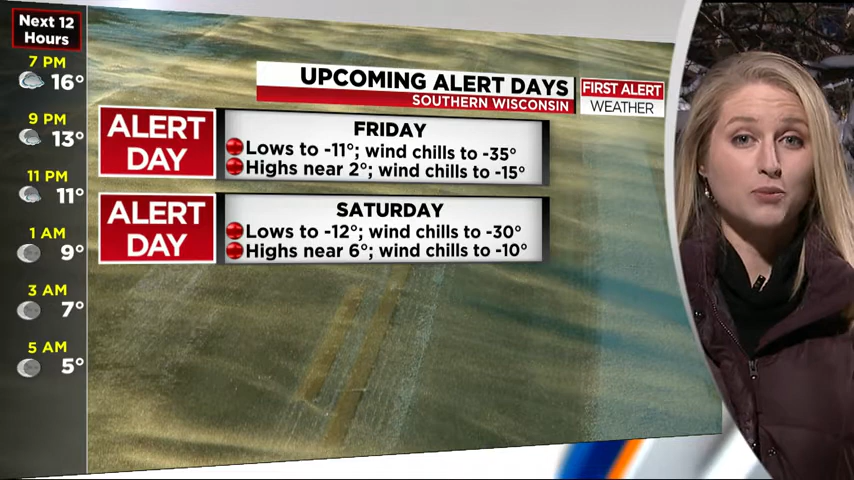 Next 12
Hours
7 PM
16°
9 PM
13°
11 PM
11°
1 AM
9°
3 AM
7°
5 AM
5°
UPCOMING ALERT DAYS
SOUTHERN WISCONSIN
FIRST ALERT
WEATHER
ALERT
DAY
FRIDAY
Lows to -11°; wind chills to -35°
Highs near 2°; wind chills to -15°
ALERT
DAY
SATURDAY
Lows to -12°; wind chills to -30°
Highs near 6°; wind chills to -10°